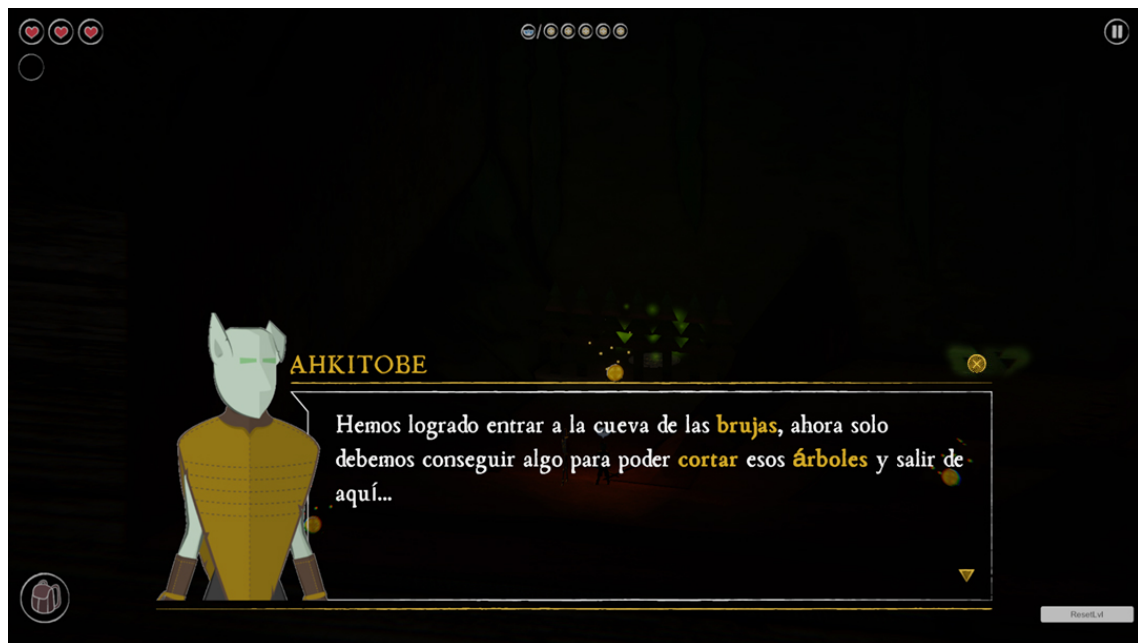 AHKITOBE
Hemos logrado entrar a la cueva de las brujas, ahora solo
debemos conseguir algo para poder cortar esos árboles y salir de
aquí...
ResetLvl